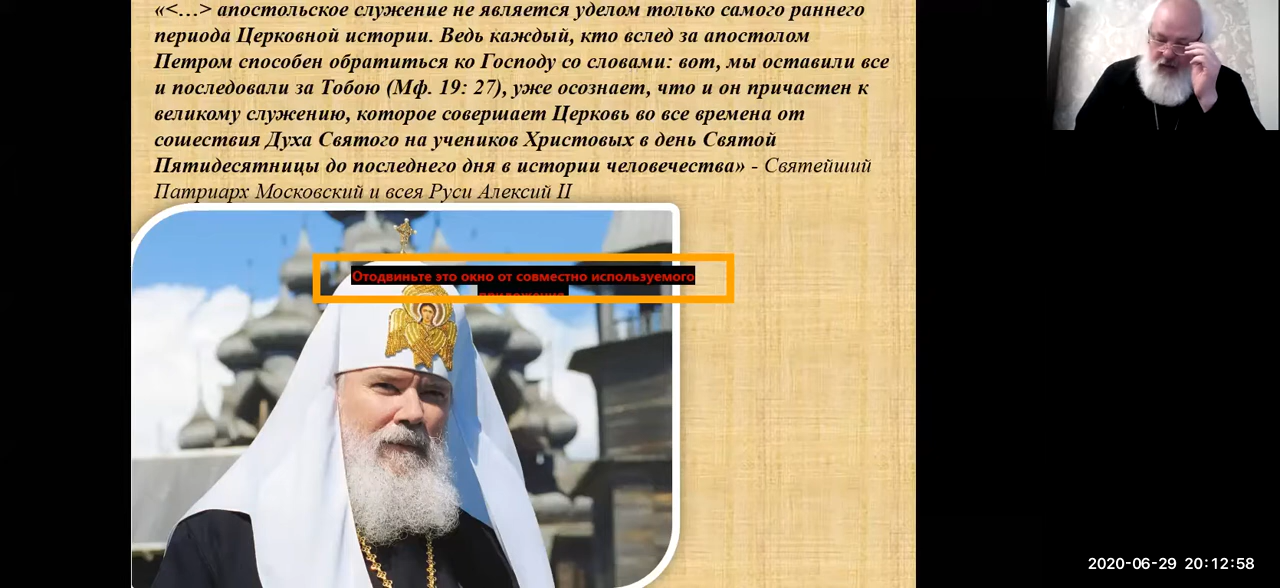 «<…> апостольское служение не является уделом только самого раннего
периода Церковной истории. Ведь каждый, кто вслед за апостолом
Петром способен обратиться ко Господу со словами: вот, мы оставили все
и последовали за Тобою (Мф. 19: 27), уже осознает, что и он причастен к
великому служению, которое совершает Церковь во все времена от
сошествия Духа Святого на учеников Христовых в день Святой
Пятидесятницы до последнего дня в истории человечества» - Святейший
Патриарх Московский и всея Руси Алексий II
Отодвиньте это окно от совместно используемого
2020-06-29 20:12:58